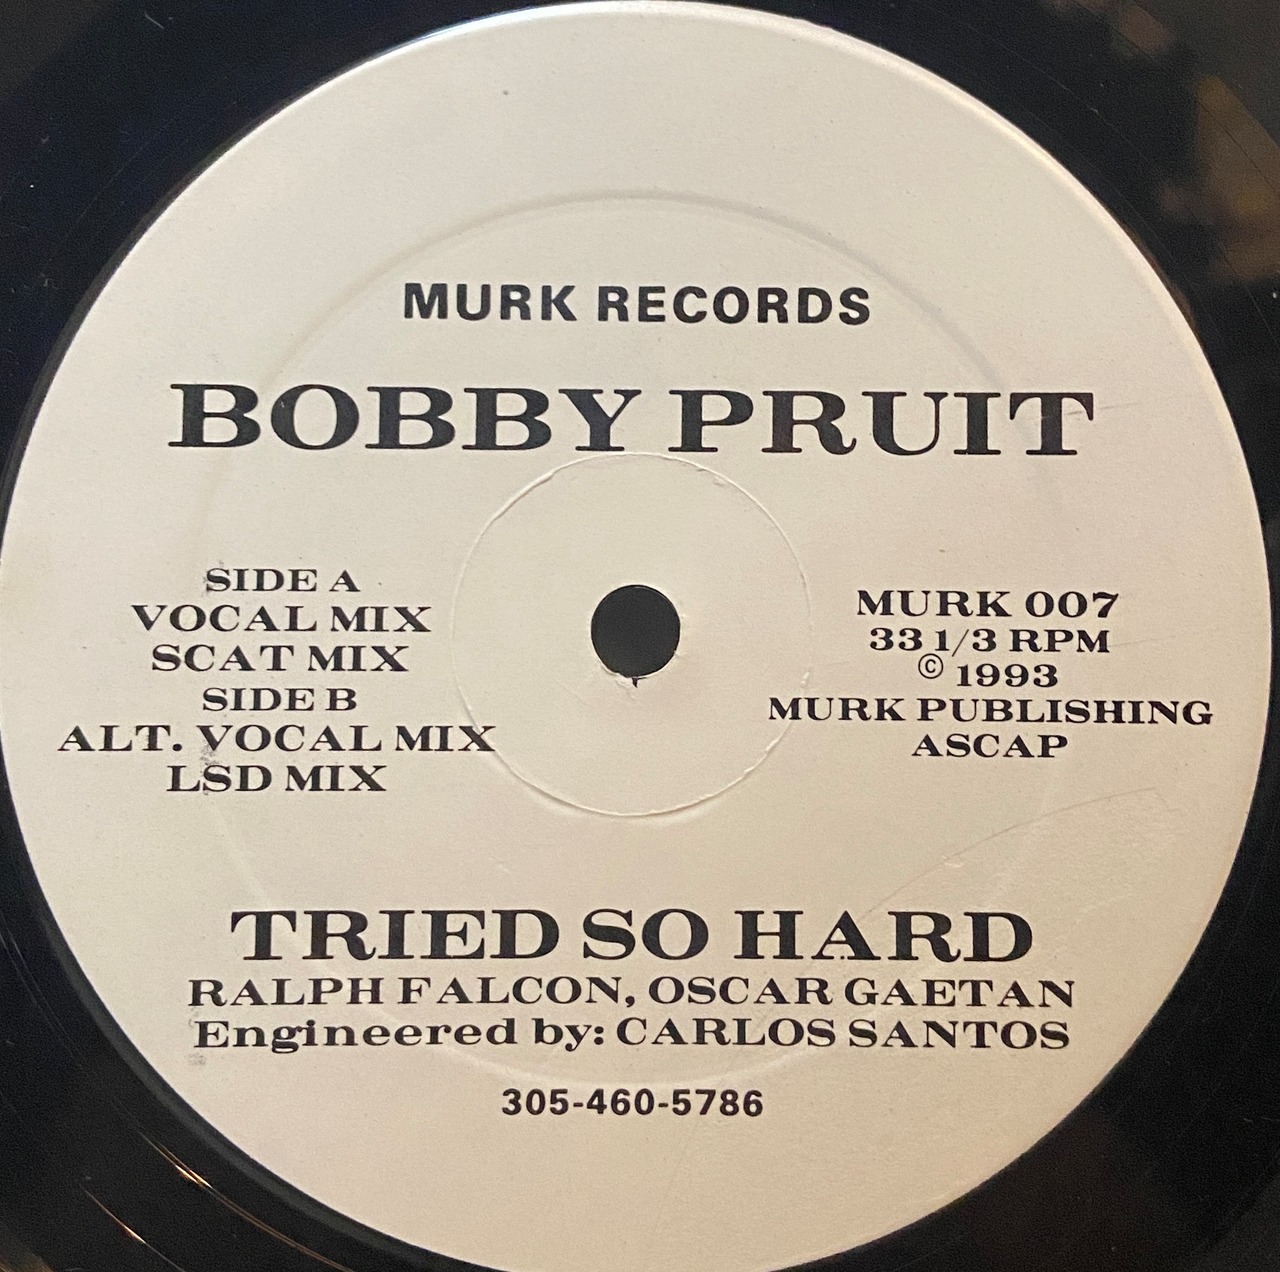 MURK RECORDS
BOBBY PRUIT
SIDE A
VOCAL MIX
SCAT MIX
SIDE B
ALT. VOCAL MIX
LSD MIX
MURK 007
33 1/3 RPM
© 1993
MURK PUBLISHING
ASCAP
TRIED SO HARD
RALPH FALCON, OSCAR GAETAN
Engineered by: CARLOS SANTOS
305-460-5786